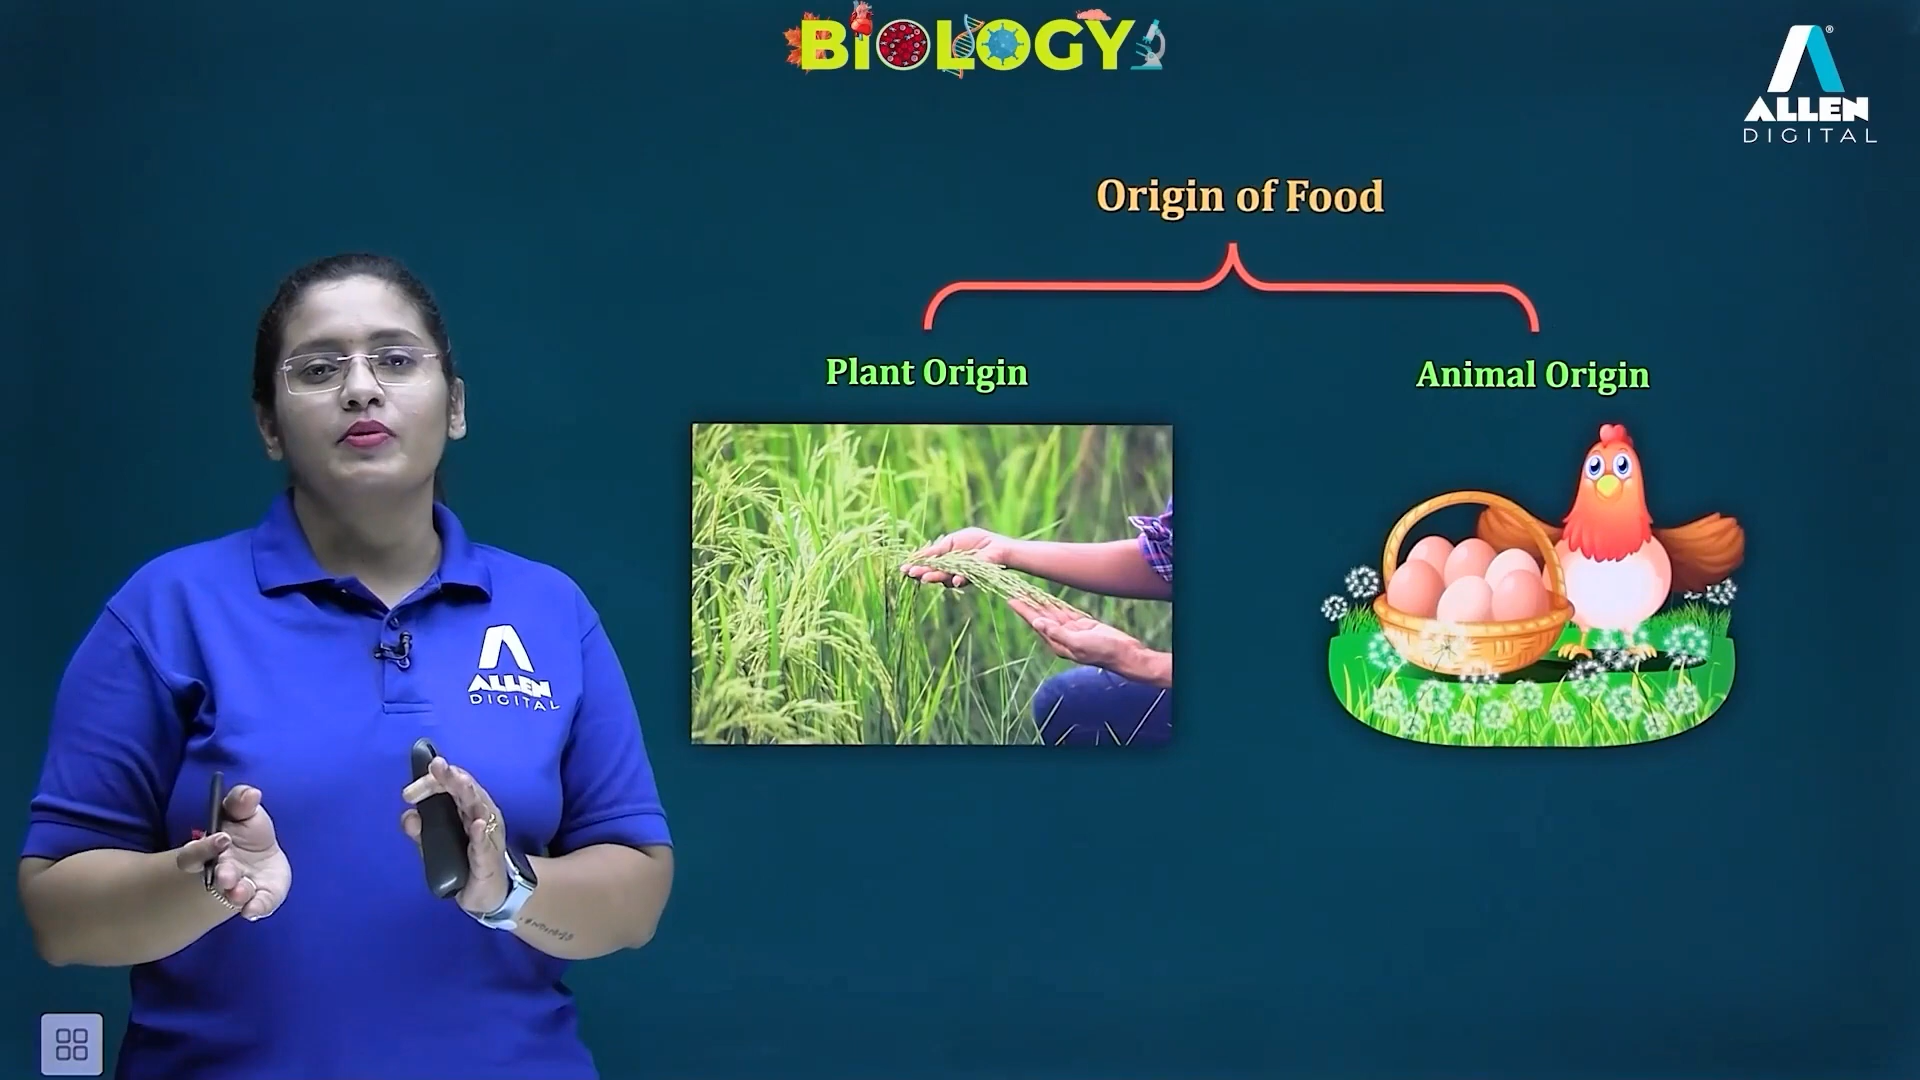 BIOLOGY
ALLEN
DIGITAL
Origin of Food
Plant Origin
Animal Origin
ALLEN
DIGITAL